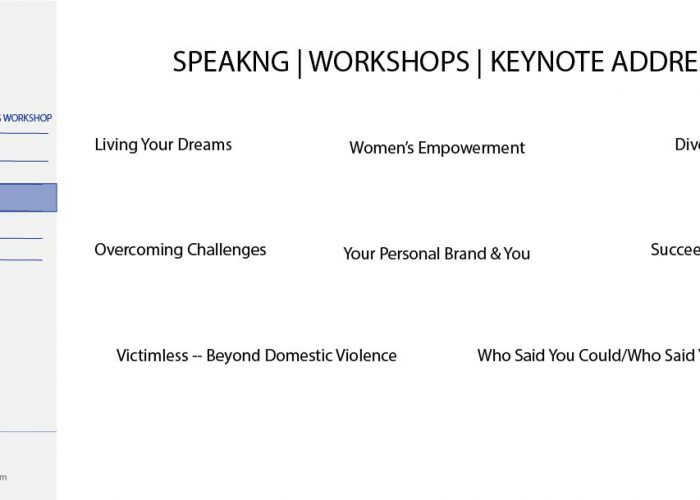 SPEAKNG | WORKSHOPS | KEYNOTE ADDRE
WORKSHOP
Living Your Dreams
Women's Empowerment
Dive
Overcoming Challenges
Your Personal Brand & You
Succee
Victimless -- Beyond Domestic Violence
Who Said You Could/Who Said Y
m